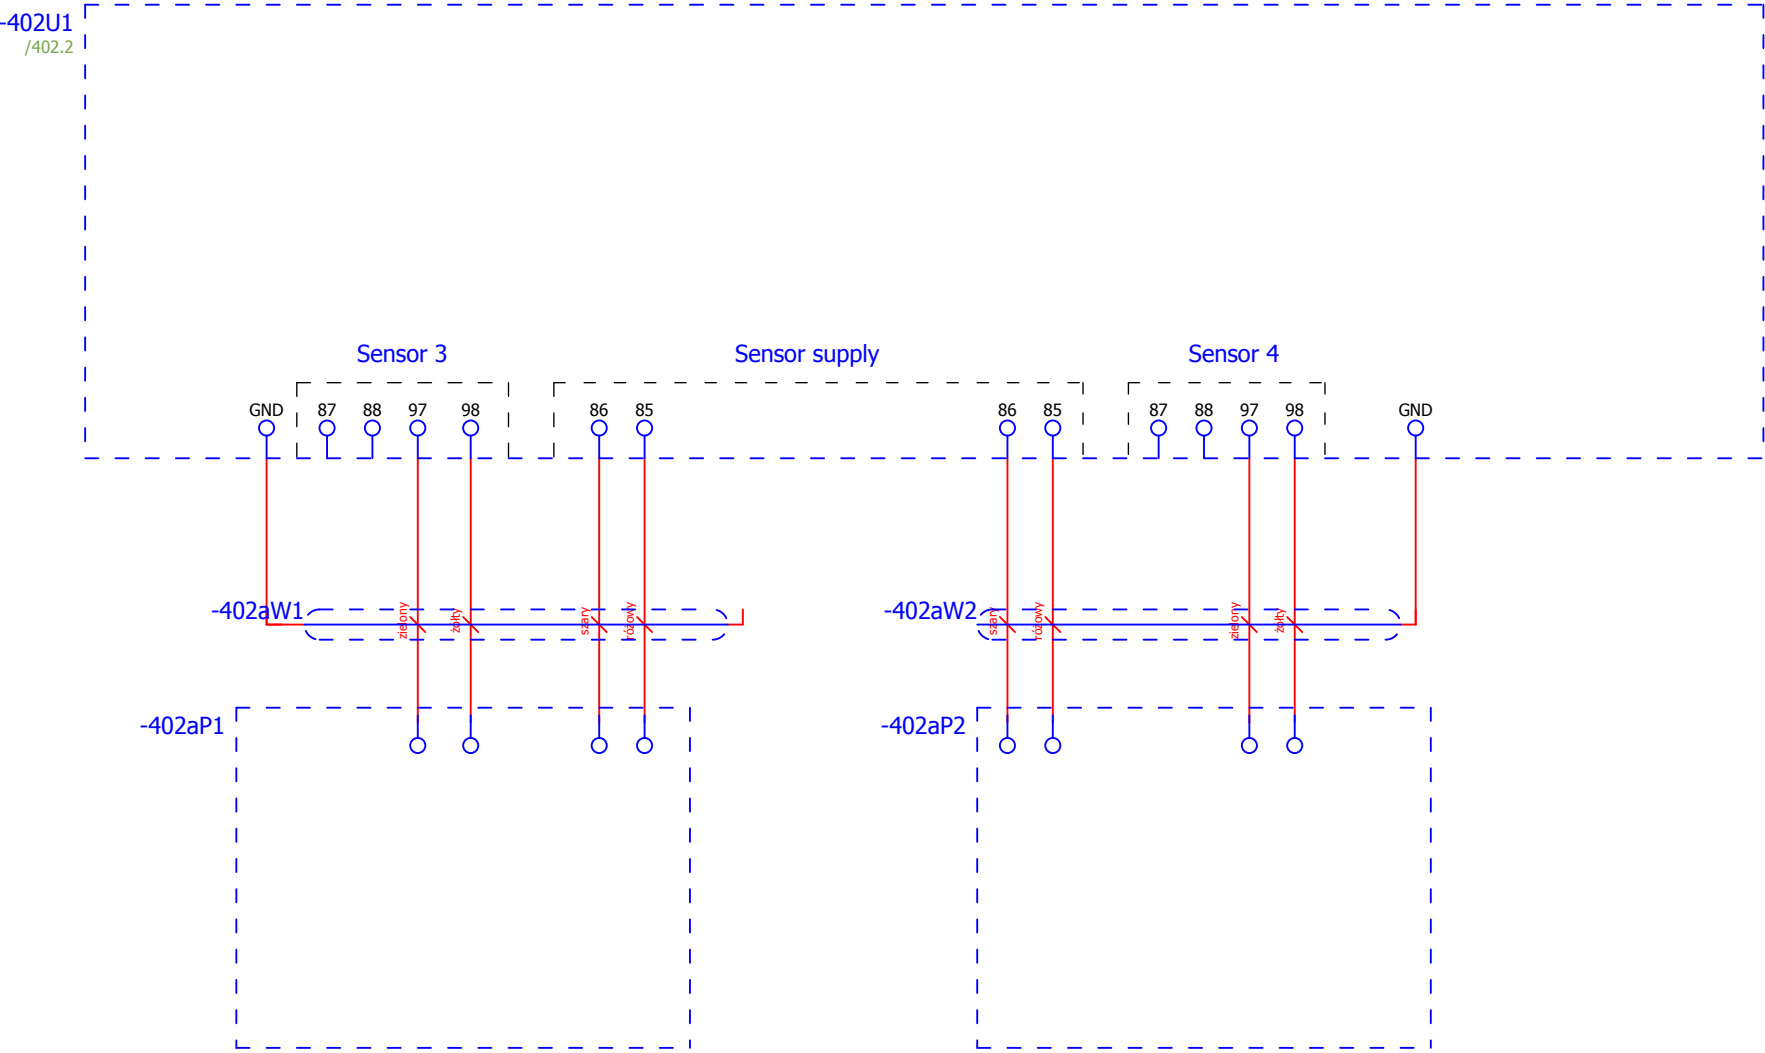 -402U1
/402.2
Sensor 3 Sensor supply Sensor 4
GND 87 88 97 98 86 85 86 85 87 88 97 98 GND
-402aW1 zielony żółty szary różowy -402aW2 szary różowy zielony żółty
-402aP1 -402aP2